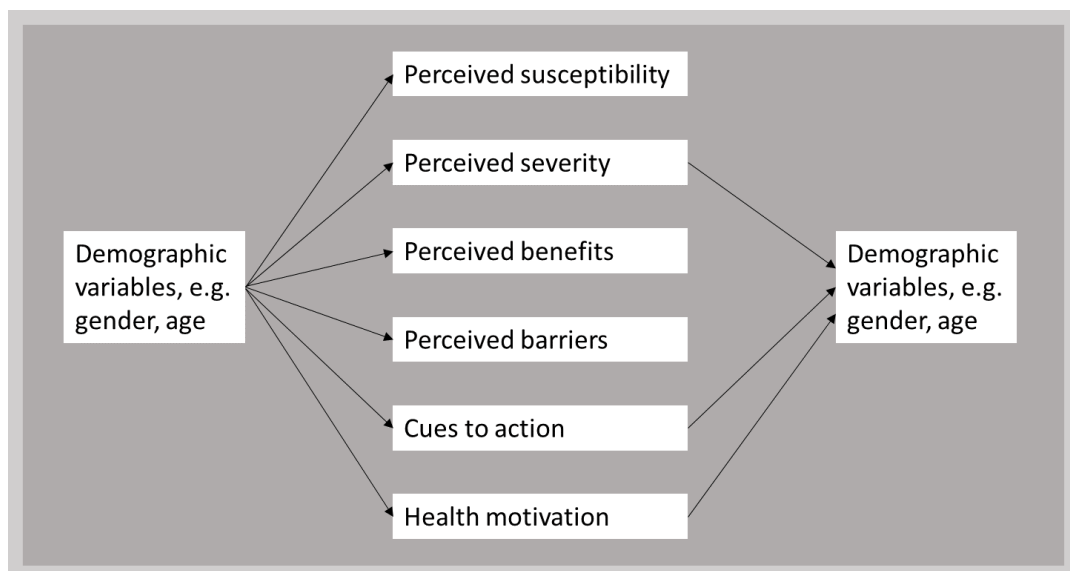 Perceived susceptibility
Perceived severity
Demographic
variables, e.g.
gender, age
Perceived benefits
Perceived barriers
Cues to action
Health motivation
Demographic
variables, e.g.
gender, age